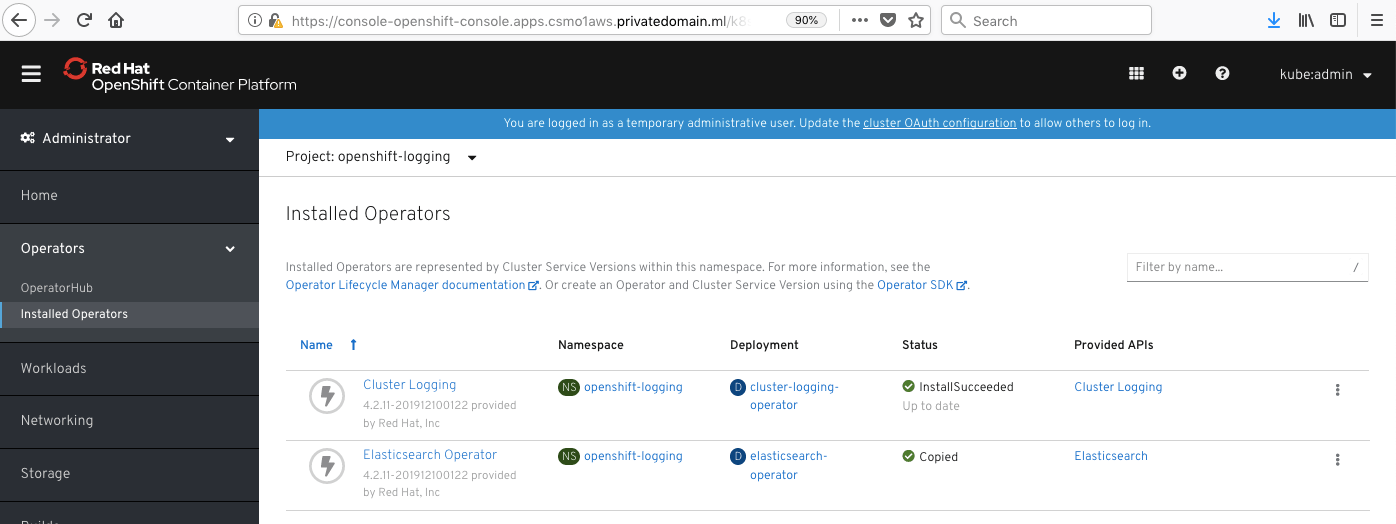 https://console-openshift-console.apps.csmo1aws.privatedomain.ml/k8
90%
Search
Red Hat
OpenShift Container Platform
kube:admin
Administrator
You are logged in as a temporary administrative user. Update the cluster OAuth configuration to allow others to log in.
Project: openshift-logging
Home
Operators
OperatorHub
Installed Operators
Workloads
Networking
Storage
Installed Operators
Installed Operators are represented by Cluster Service Versions within this namespace. For more information, see the
Operator Lifecycle Manager documentation. Or create an Operator and Cluster Service Version using the Operator SDK.
Filter by name... /
Name Namespace Deployment Status Provided APIs
Cluster Logging NS openshift-logging D cluster-logging- InstallSucceeded Cluster Logging
4.2.11-201912100122 provided operator Up to date
by Red Hat, Inc
Elasticsearch Operator NS openshift-logging D elasticsearch- Copied Elasticsearch
4.2.11-201912100122 provided operator
by Red Hat, Inc